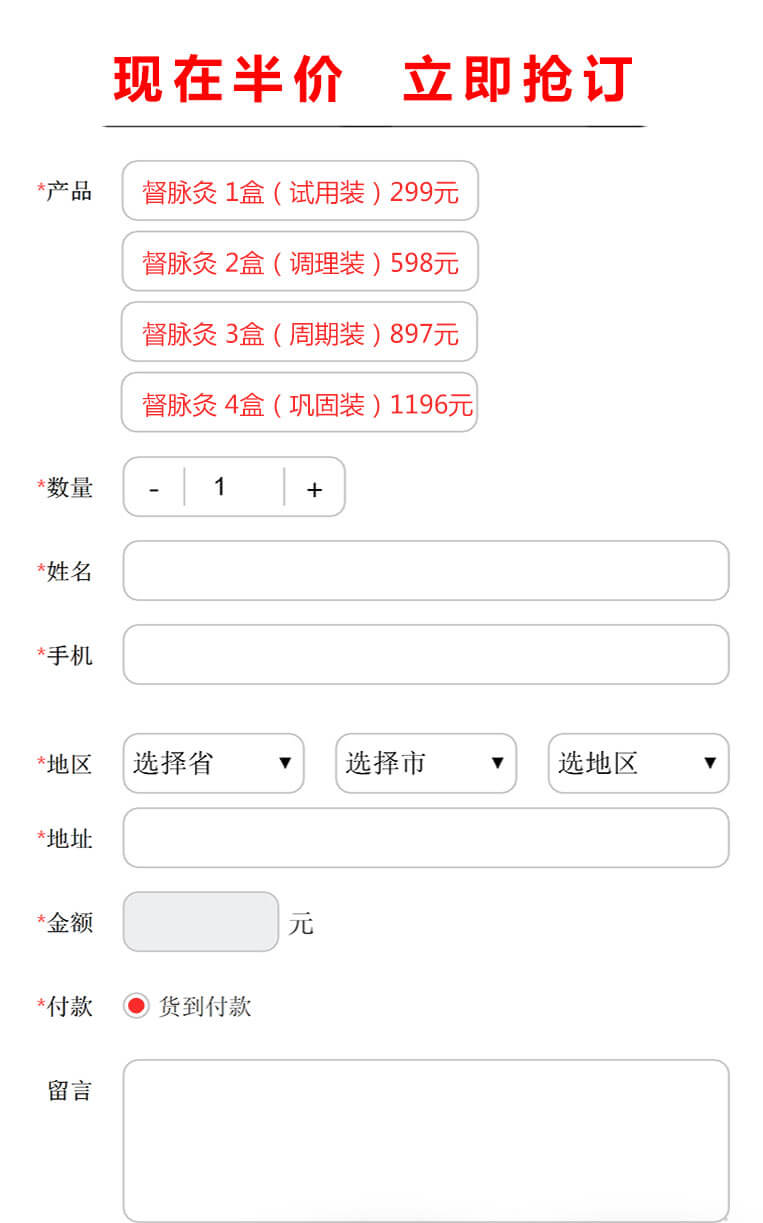 现在半价 立即抢订
*产品 督脉灸 1盒（试用装）299元
督脉灸 2盒（调理装）598元
督脉灸 3盒（周期装）897元
督脉灸 4盒（巩固装）1196元
*数量 - 1 +
*姓名
*手机
*地区 选择省 ▼ 选择市 ▼ 选地区 ▼
*地址
*金额 元
*付款 货到付款
留言